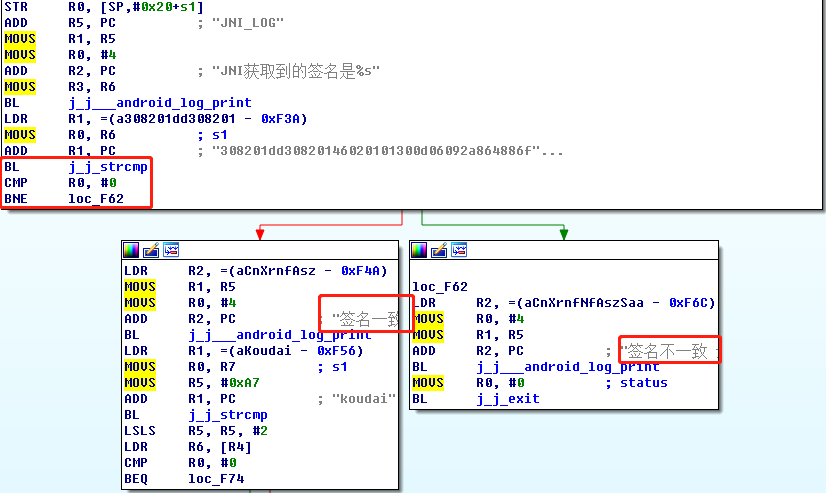 STR R0, [SP,#0x20+s1]
ADD R5, PC ; "JNI_LOG"
MOVS R1, R5
MOVS R0, #4
ADD R2, PC ; "JNI获取到的签名是%s"
MOVS R3, R6
BL j_j___android_log_print
LDR R1, =(a308201dd308201 - 0xF3A)
MOVS R0, R6 ; s1
ADD R1, PC ; "308201dd30820146020101300d06092a864886f"...
BL j_j_strcmp
CMP R0, #0
BNE loc_F62
LDR R2, =(aCnXrnfAsz - 0xF4A)
MOVS R1, R5
MOVS R0, #4
ADD R2, PC ; "签名一致
BL j_j___android_log_print
LDR R1, =(aKoudai - 0xF56)
MOVS R0, R7 ; s1
MOVS R5, #0xA7
ADD R1, PC ; "koudai"
BL j_j_strcmp
LSLS R5, R5, #2
LDR R6, [R4]
CMP R0, #0
BEQ loc_F74
loc_F62
LDR R2, =(aCnXrnfNfAszSaa - 0xF6C)
MOVS R0, #4
MOVS R1, R5
ADD R2, PC ; "签名不一致
BL j_j___android_log_print
MOVS R0, #0 ; status
BL j_j_exit